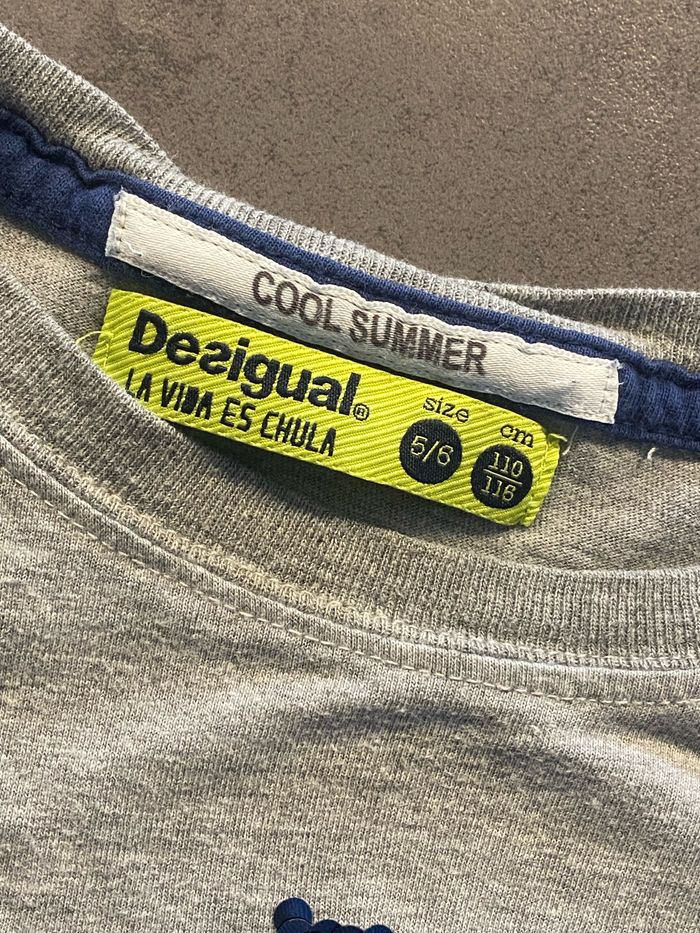 COOL SUMMER
Desigual®
LA VIDA ES CHULA
size
5/6
cm
110
116